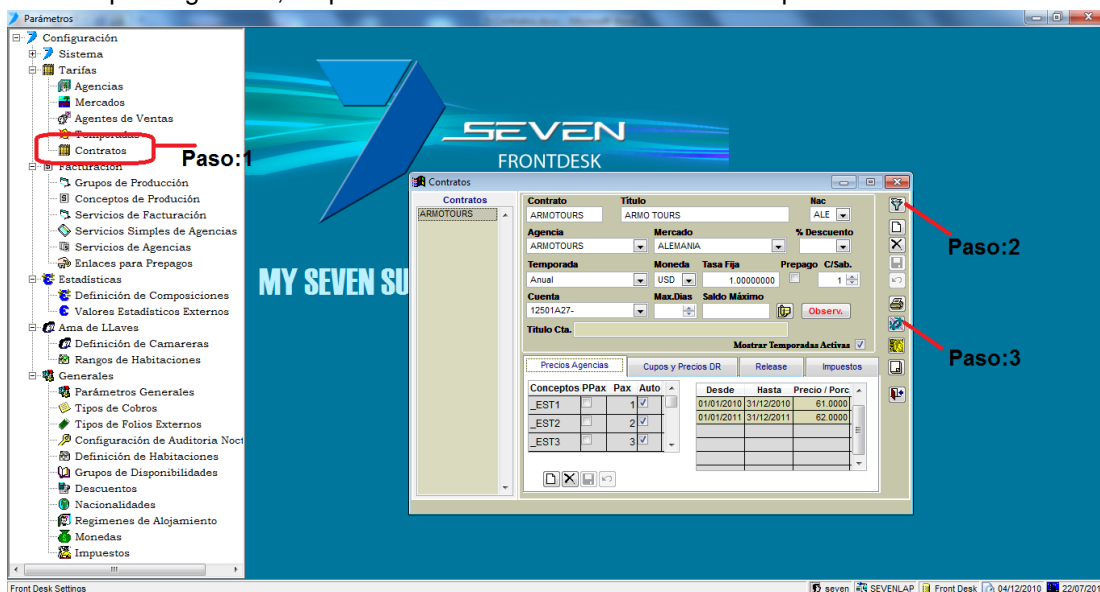 Parámetros
Configuración
Sistema
Tarifas
Agencias
Mercados
Agentes de Ventas
Temporadas
Contratos
Paso:1
Facturación
Grupos de Producción
Conceptos de Produción
Servicios de Facturación
Servicios Simples de Agencias
Servicios de Agencias
Enlaces para Prepagos
Estadísticas
Definición de Composiciones
Valores Estadísticos Externos
Ama de LLaves
Definición de Camareras
Rangos de Habitaciones
Generales
Parámetros Generales
Tipos de Cobros
Tipos de Folios Externos
Configuración de Auditoria Noct
Definición de Habitaciones
Grupos de Disponibilidades
Descuentos
Nacionalidades
Regimenes de Alojamiento
Monedas
Impuestos
SEVEN
FRONTDESK
MY SEVEN SU
Contratos
Contratos
ARMOTOURS
Contrato Título Nac
ARMOTOURS ARMO TOURS ALE
Agencia Mercado % Descuento
ARMOTOURS ALEMANIA
Temporada Moneda Tasa Fija Prepago C/Sab.
Anual USD 1.00000000 1
Cuenta Max.Dias Saldo Máximo
12501A27- Observ.
Titulo Cta.
Mostrar Temporadas Activas
Precios Agencias Cupos y Precios DR Release Impuestos
Conceptos PPax Pax Auto
_EST1 1
_EST2 2
_EST3 3
Desde Hasta Precio / Porc
01/01/2010 31/12/2010 61.0000
01/01/2011 31/12/2011 62.0000
Paso:2
Paso:3
Front Desk Settings
seven SEVENLAP Front Desk 04/12/2010 22/07/201